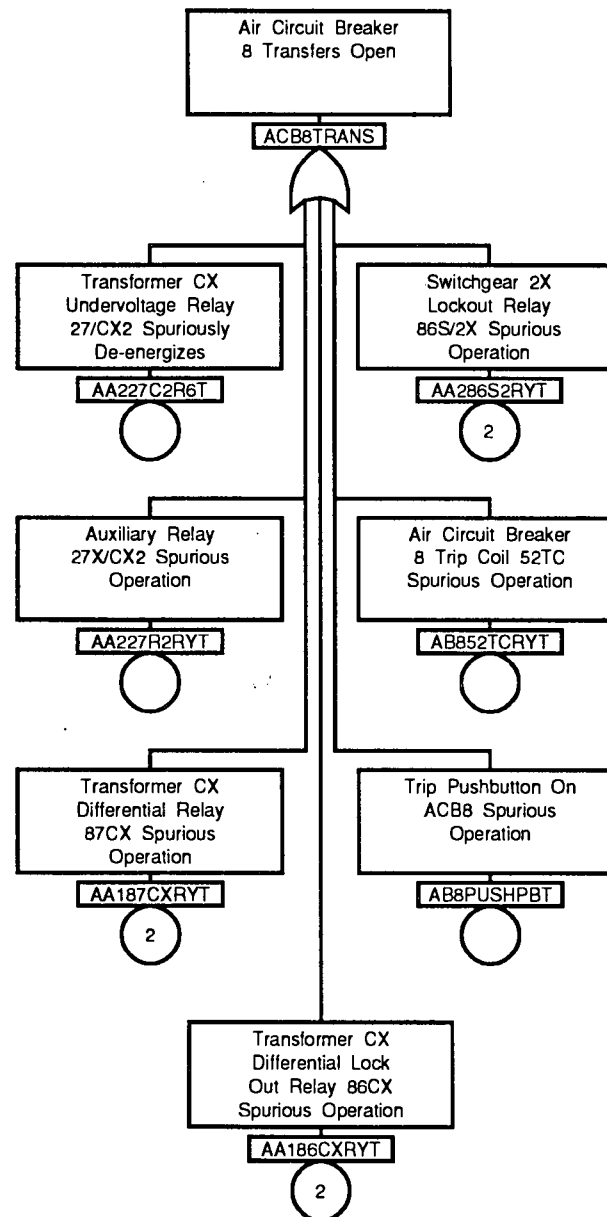 Air Circuit Breaker
8 Transfers Open
ACB8TRANS
Transformer CX
Undervoltage Relay
27/CX2 Spuriously
De-energizes
AA227C2R6T
Switchgear 2X
Lockout Relay
86S/2X Spurious
Operation
AA286S2RYT
2
Auxiliary Relay
27X/CX2 Spurious
Operation
AA227R2RYT
Air Circuit Breaker
8 Trip Coil 52TC
Spurious Operation
AB852TCRYT
Transformer CX
Differential Relay
87CX Spurious
Operation
AA187CXRYT
2
Trip Pushbutton On
ACB8 Spurious
Operation
AB8PUSHPBT
Transformer CX
Differential Lock
Out Relay 86CX
Spurious Operation
AA186CXRYT
2